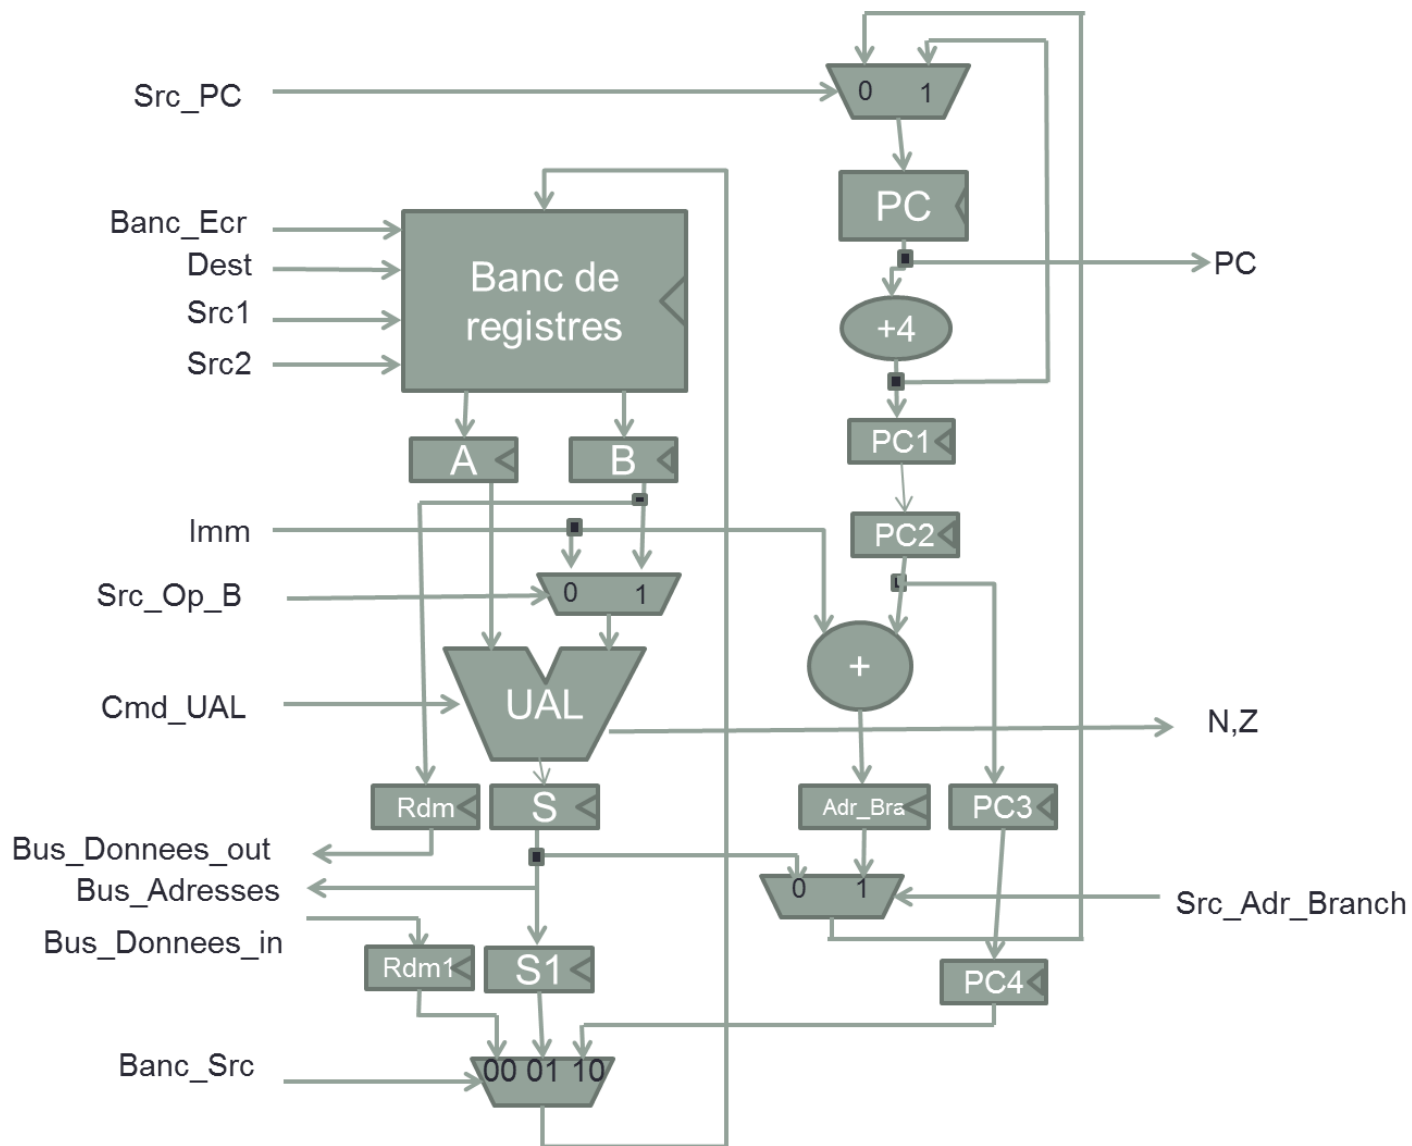 Src_PC
0
1
PC
PC
+4
Banc_Ecr
Dest
Src1
Src2
Banc de
registres
A
B
PC1
PC2
Imm
Src_Op_B
0
1
Cmd_UAL
UAL
+
N,Z
Rdm
S
Adr_Bra
PC3
Bus_Donnees_out
Bus_Adresses
Bus_Donnees_in
0
1
Src_Adr_Branch
Rdm1
S1
PC4
Banc_Src
00 01 10